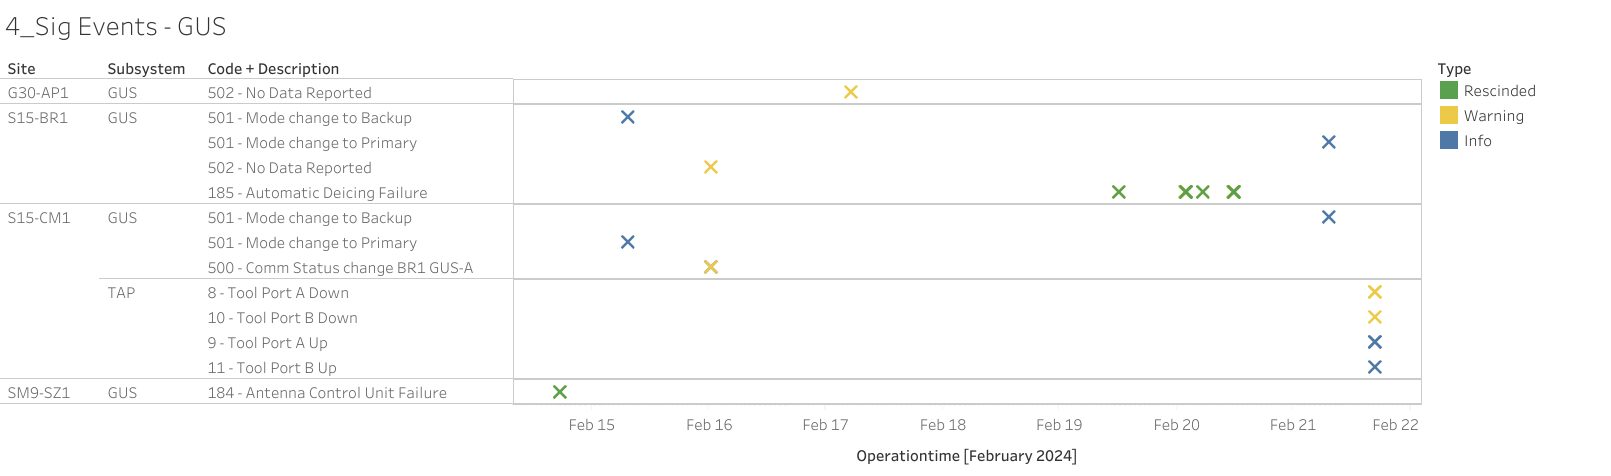 4_Sig Events - GUS
Site Subsystem Code + Description Type
G30-AP1 GUS 502 - No Data Reported Rescinded
S15-BR1 GUS 501 - Mode change to Backup Warning
501 - Mode change to Primary Info
502 - No Data Reported
185 - Automatic Deicing Failure
S15-CM1 GUS 501 - Mode change to Backup
501 - Mode change to Primary
500 - Comm Status change BR1 GUS-A
TAP 8 - Tool Port A Down
10 - Tool Port B Down
9 - Tool Port A Up
11 - Tool Port B Up
SM9-SZ1 GUS 184 - Antenna Control Unit Failure
Feb 15 Feb 16 Feb 17 Feb 18 Feb 19 Feb 20 Feb 21 Feb 22
Operationtime [February 2024]